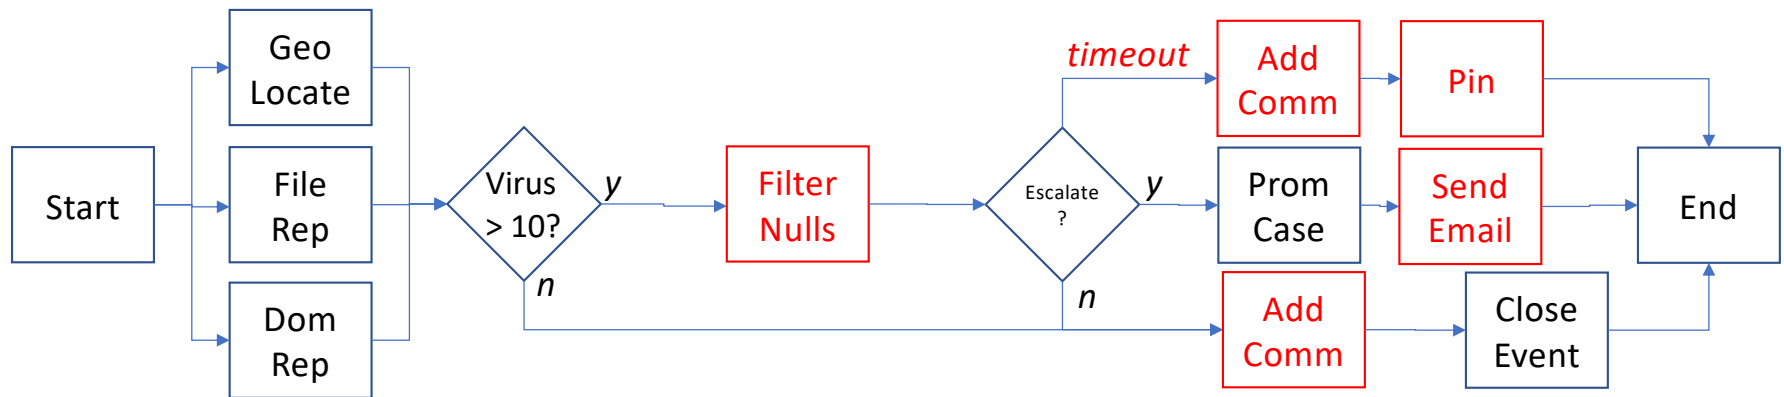 Start
Geo
Locate
File
Rep
Dom
Rep
Virus
> 10?
y
n
Filter
Nulls
Escalate
?
timeout
y
n
Add
Comm
Pin
Prom
Case
Send
Email
Add
Comm
Close
Event
End